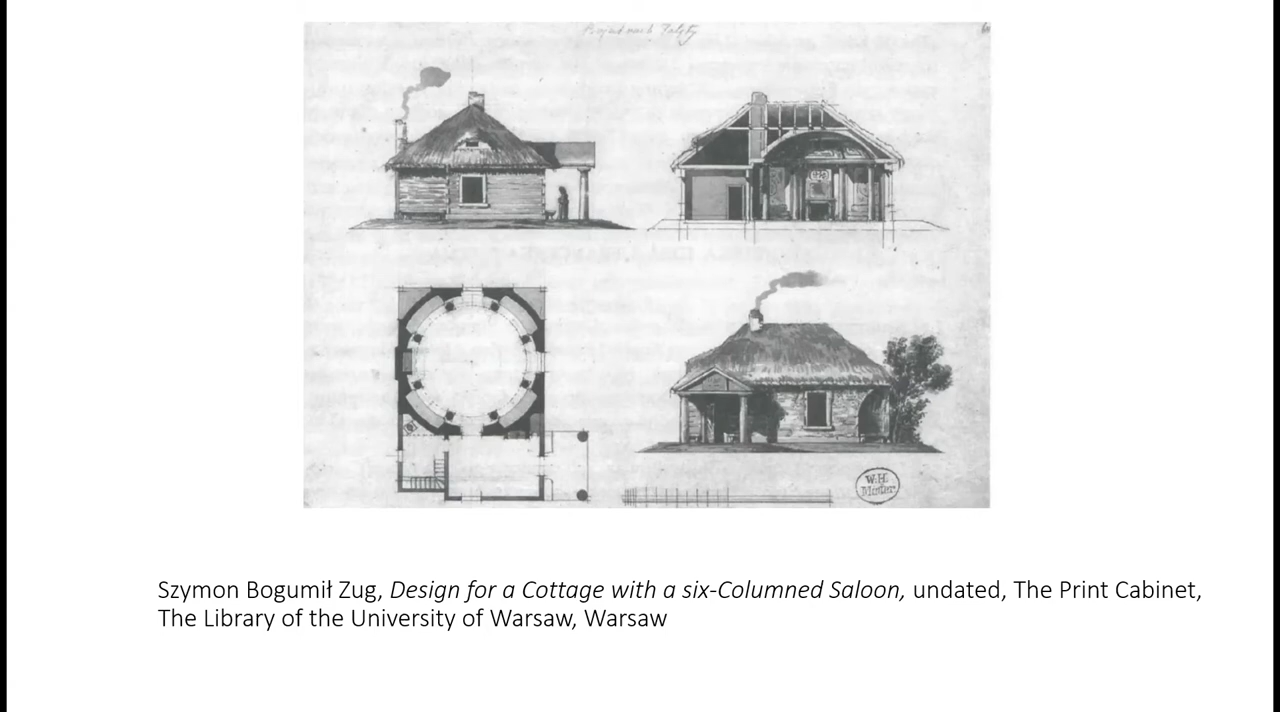 Szymon Bogumił Zug, Design for a Cottage with a six-Columned Saloon, undated, The Print Cabinet,
The Library of the University of Warsaw, Warsaw
W.H.